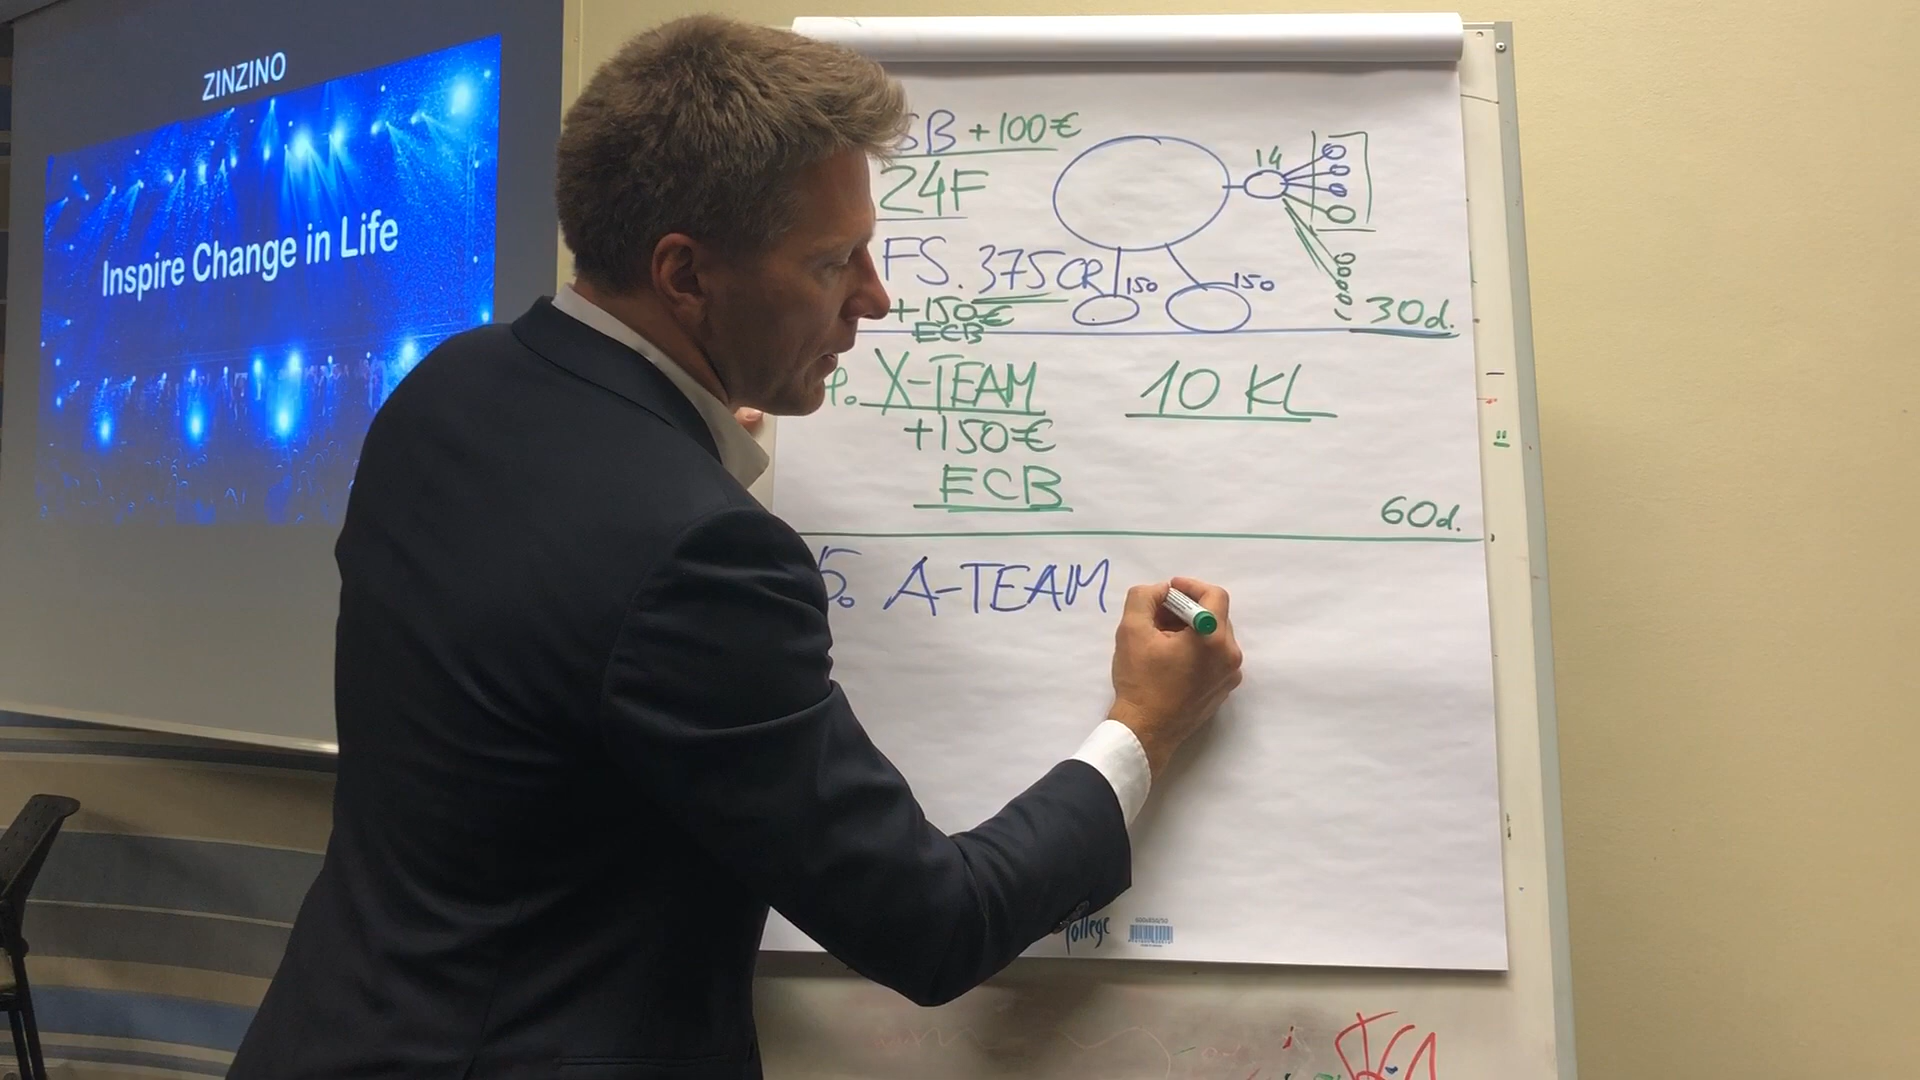 ZINZINO
Inspire Change in Life
SB +100€
24F
FS. 375CR
+150€
ECB
14
150
150
30d.
X-TEAM
10 KL
+150€
ECB
60d.
5. A-TEAM